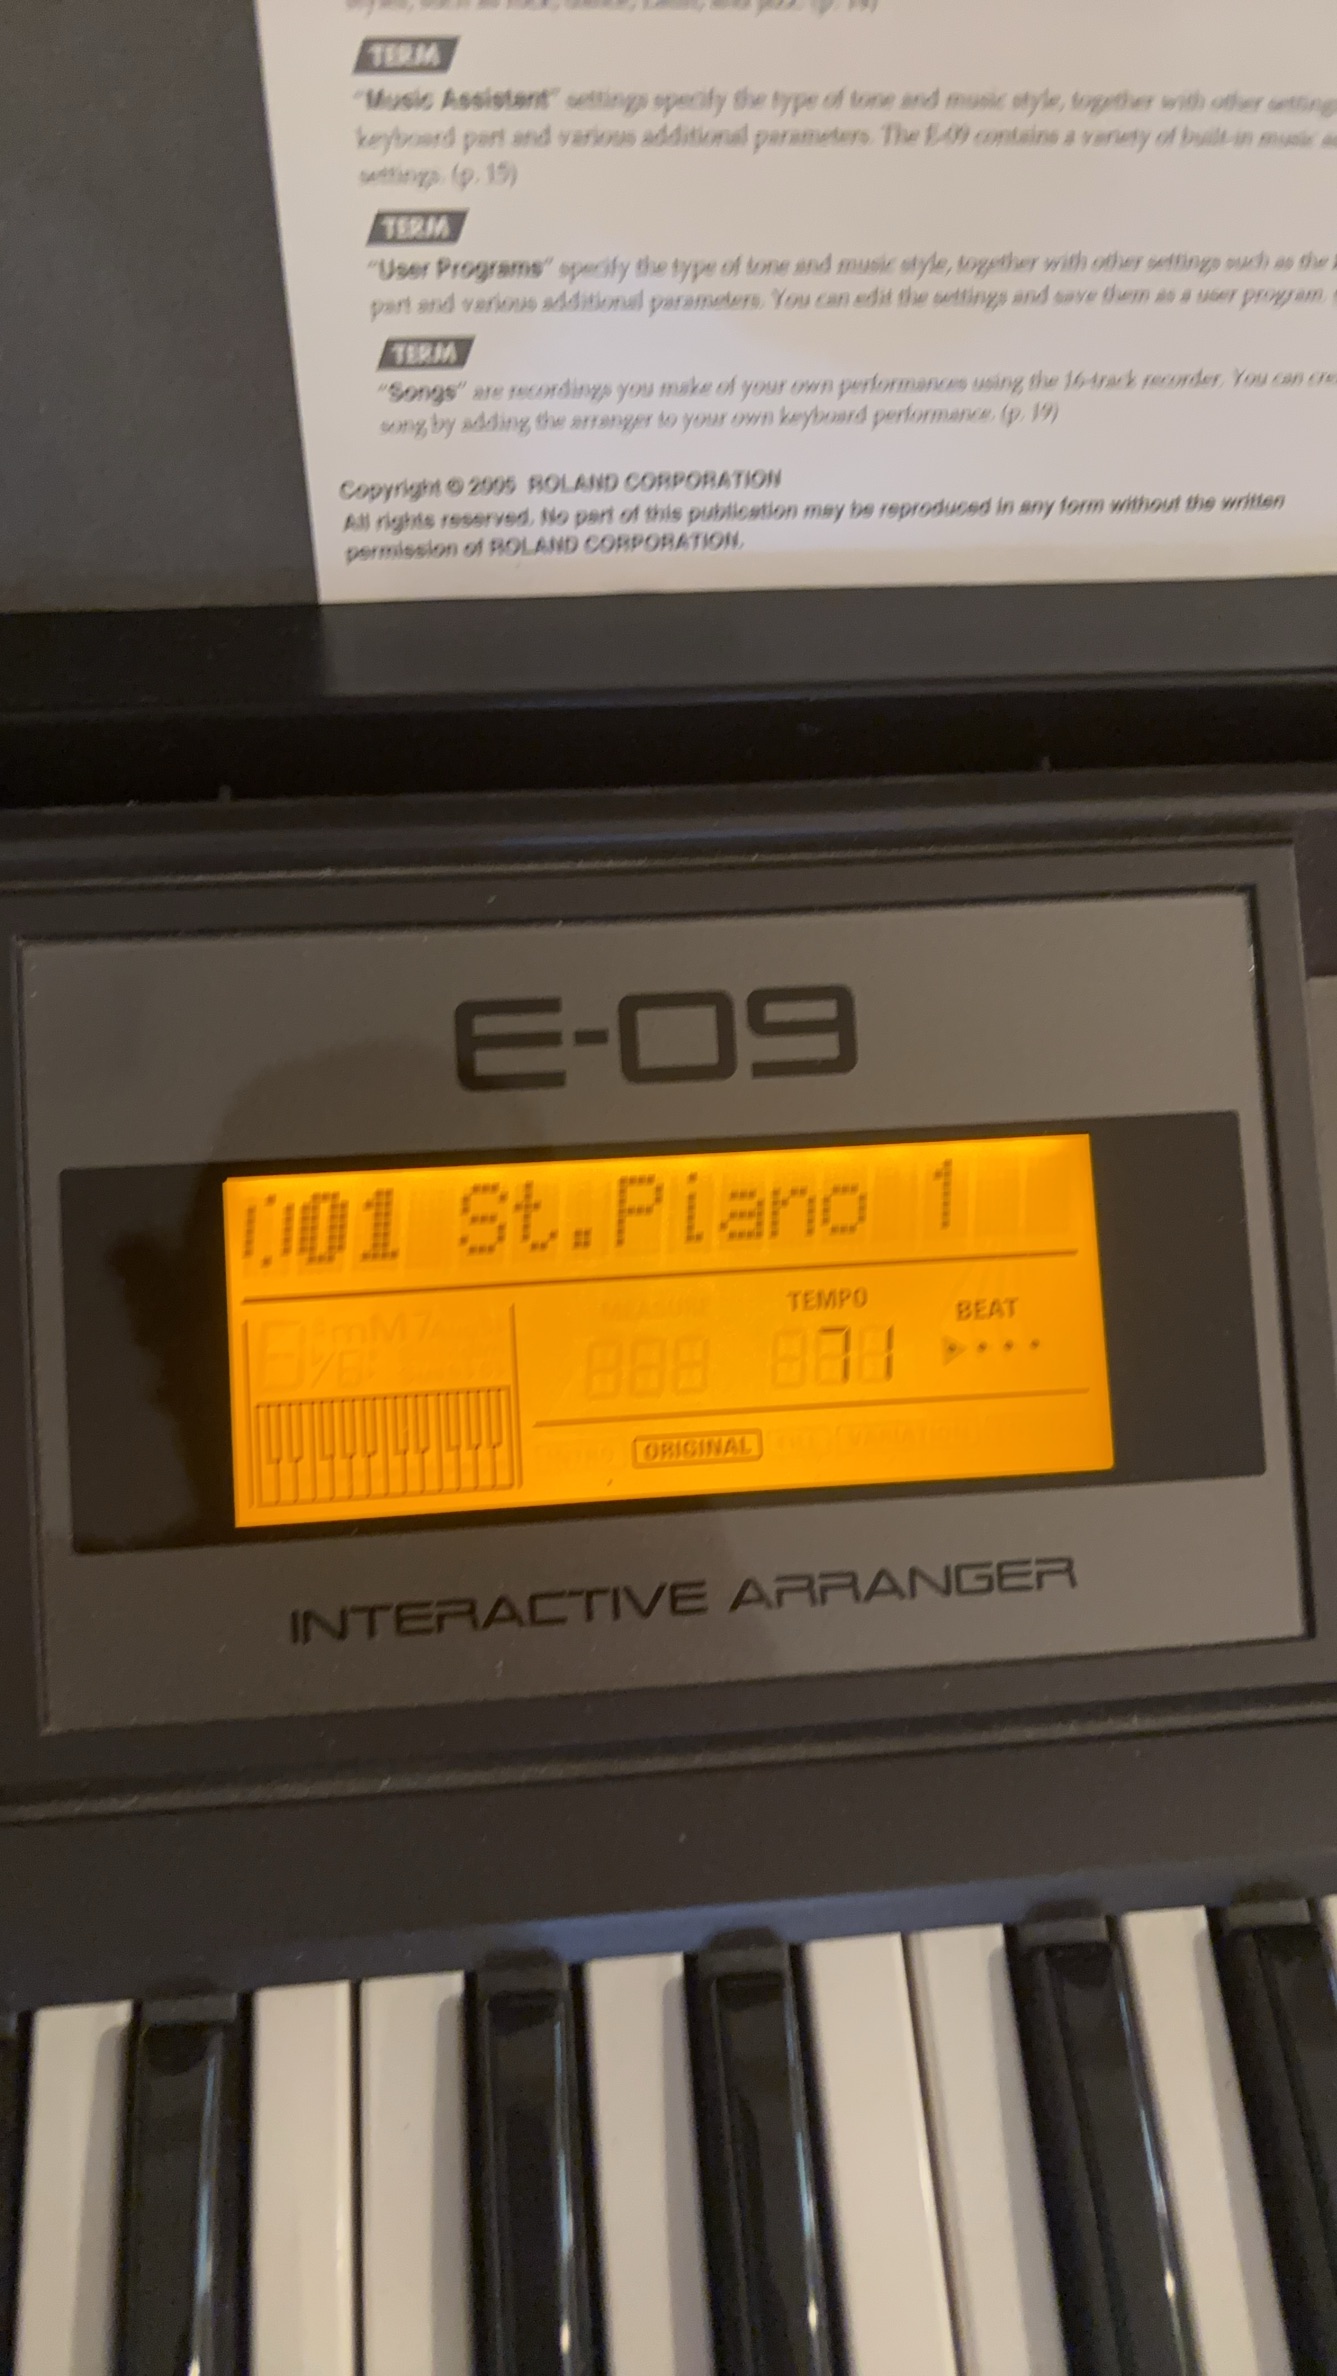 TERM
"Music Assistant" settings specify the type of tone and music style, together with other setting
keyboard part and various additional parameters. The E-09 contains a variety of built-in music
settings. (p. 15)
TERM
"User Programs" specify the type of tone and music style, together with other settings such as the
part and various additional parameters. You can edit the settings and save them as a user program.
TERM
"Songs" are recordings you make of your own performances using the 16-track recorder. You can cre
song by adding the arranger to your own keyboard performance. (p. 19)
Copyright © 2005 ROLAND CORPORATION
All rights reserved. No part of this publication may be reproduced in any form without the written
permission of ROLAND CORPORATION.
E-09
01 St.Piano 1
MEASURE TEMPO BEAT
71
ORIGINAL VARIATION
INTERACTIVE ARRANGER